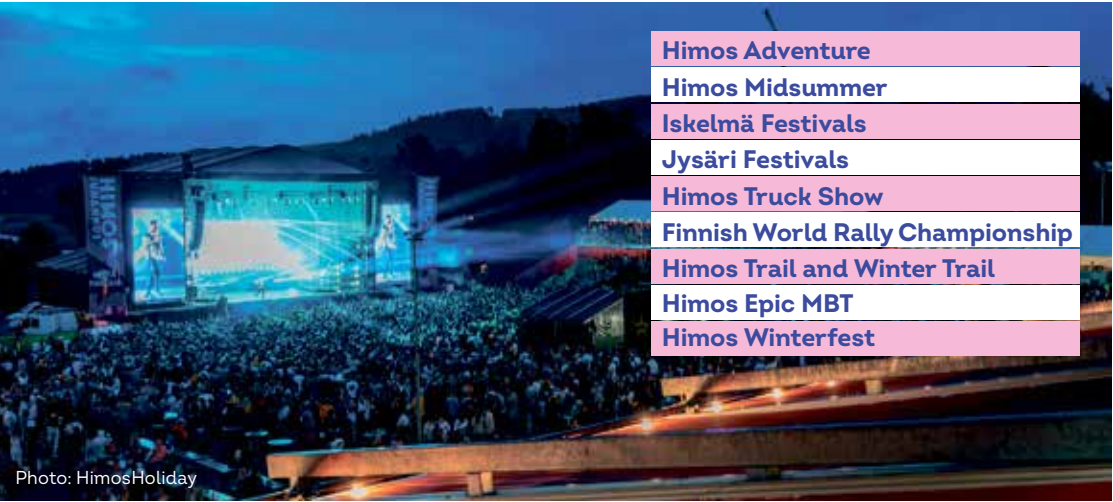 Himos Adventure
Himos Midsummer
Iskelmä Festivals
Jysäri Festivals
Himos Truck Show
Finnish World Rally Championship
Himos Trail and Winter Trail
Himos Epic MBT
Himos Winterfest
HIMOS
Photo: HimosHoliday